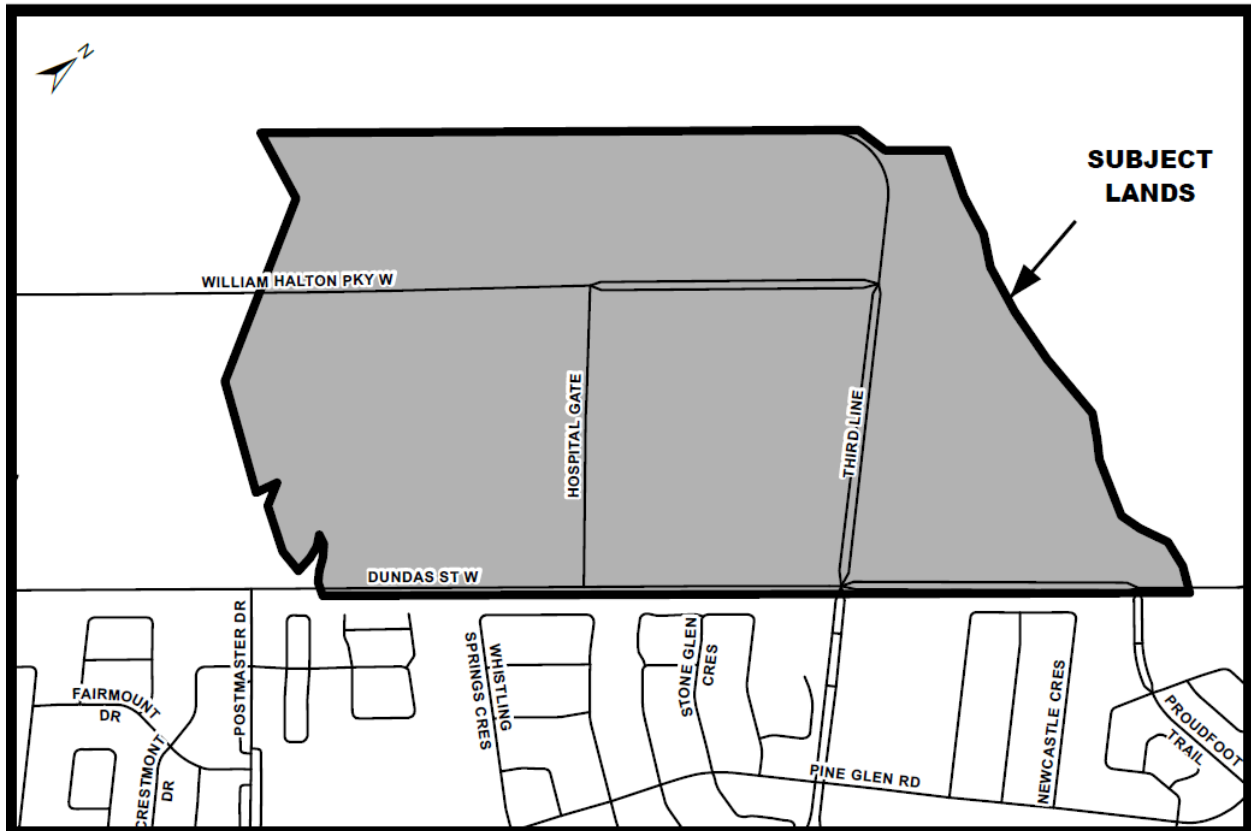 N
SUBJECT
LANDS
WILLIAM HALTON PKY W
HOSPITAL GATE
THIRD LINE
DUNDAS ST W
POSTMASTER DR
FAIRMOUNT
DR
CRESTMONT
DR
WHISTLING
SPRINGS CRES
STONE GLEN
CRES
PINE GLEN RD
NEWCASTLE CRES
PROUDFOOT
TRAIL